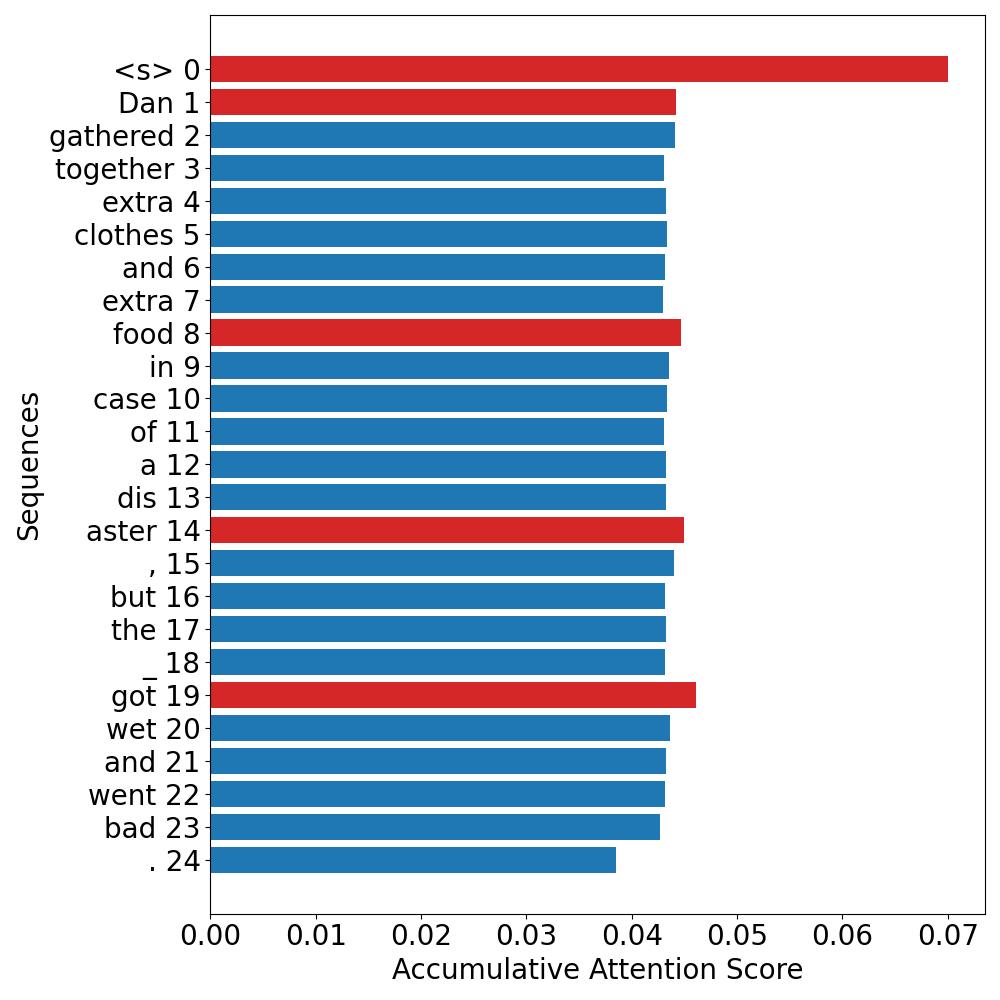 <s> 0
Dan 1
gathered 2
together 3
extra 4
clothes 5
and 6
extra 7
food 8
in 9
case 10
of 11
a 12
dis 13
aster 14
, 15
but 16
the 17
_ 18
got 19
wet 20
and 21
went 22
bad 23
. 24
Sequences
0.00 0.01 0.02 0.03 0.04 0.05 0.06 0.07
Accumulative Attention Score